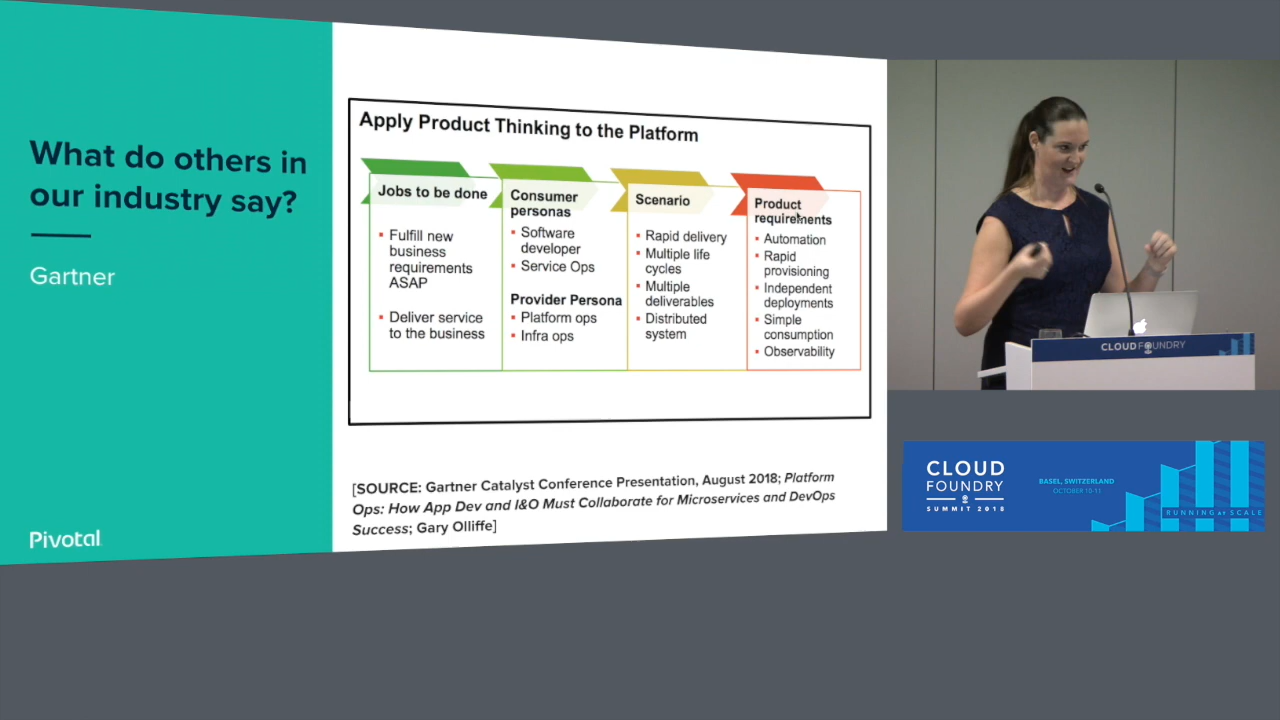 What do others in
our industry say?
Gartner
Pivotal
Apply Product Thinking to the Platform
Jobs to be done
▪ Fulfill new
business
requirements
ASAP
▪ Deliver service
to the business
Consumer
personas
▪ Software
developer
▪ Service Ops
Provider Persona
▪ Platform ops
▪ Infra ops
Scenario
▪ Rapid delivery
▪ Multiple life
cycles
▪ Multiple
deliverables
▪ Distributed
system
Product
requirements
▪ Automation
▪ Rapid
provisioning
▪ Independent
deployments
▪ Simple
consumption
▪ Observability
[SOURCE: Gartner Catalyst Conference Presentation, August 2018; Platform
Ops: How App Dev and I&O Must Collaborate for Microservices and DevOps
Success; Gary Olliffe]
CLOUD FOUNDRY
CLOUD
FOUNDRY
SUMMIT 2018
BASEL, SWITZERLAND
OCTOBER 10-11
RUNNING AT SCALE